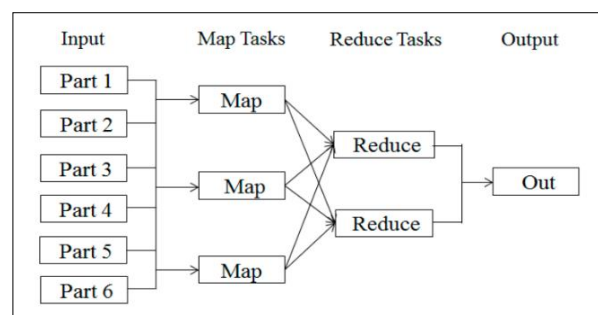 Input Map Tasks Reduce Tasks Output
Part 1
Part 2
Part 3
Part 4
Part 5
Part 6
Map
Map
Map
Reduce
Reduce
Out